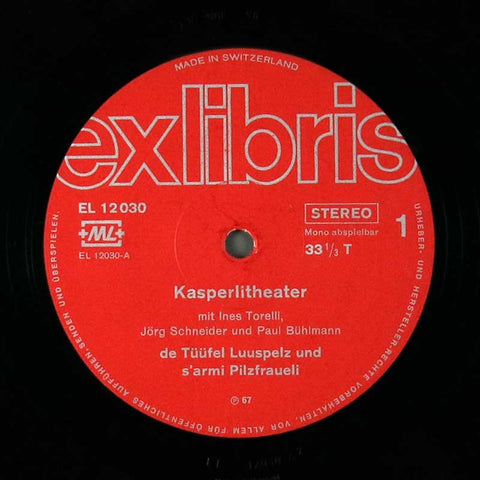 MADE IN SWITZERLAND
exlibris
EL 12030
ML
EL 12030-A
STEREO
Mono abspielbar
33 1/3 T
1
Kasperlitheater
mit Ines Torelli,
Jörg Schneider und Paul Bühlmann
de Tüüfel Luuspelz und
s'armi Pilzfraueli
Ⓟ 67
URHEBER- UND HERSTELLER-RECHTE VORBEHALTEN, VOR ALLEM FÜR ÖFFENTLICHES AUFFÜHREN, SENDEN UND ÜBERSPIELEN.